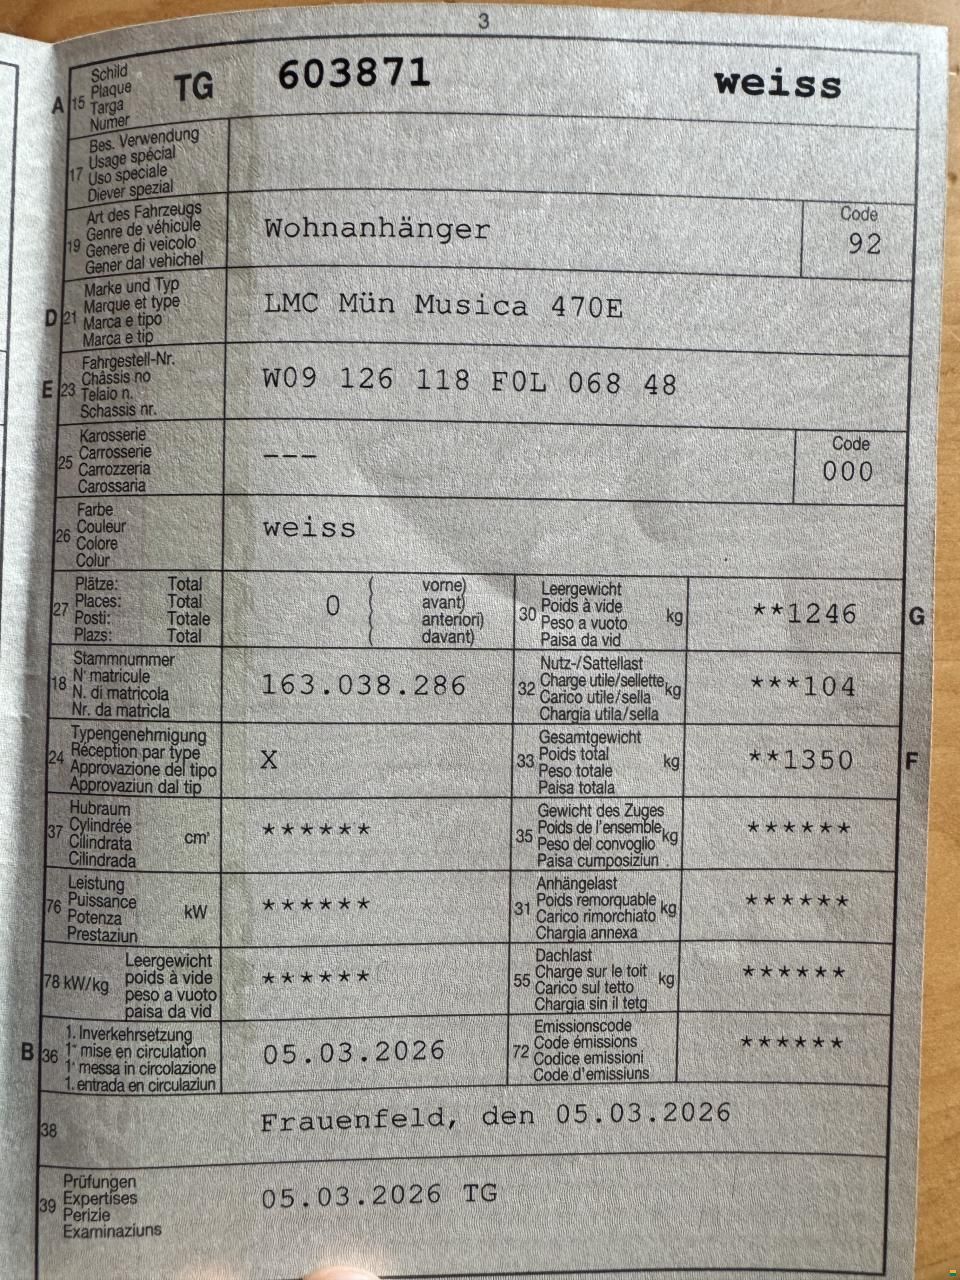 3
A 15 Schild TG 603871 weiss
Plaque
Targa
Numer
17 Bes. Verwendung
Usage spécial
Uso speciale
Diever spezial
19 Art des Fahrzeugs Wohnanhänger Code 92
Genre de véhicule
Genere di veicolo
Gener dal vehichel
D 21 Marke und Typ LMC Mün Musica 470E
Marque et type
Marca e tipo
Marca e tip
E 23 Fahrgestell-Nr. W09 126 118 F0L 068 48
Châssis no
Telaio n.
Schassis nr.
25 Karosserie --- Code 000
Carrosserie
Carrozzeria
Carossaria
26 Farbe weiss
Couleur
Colore
Colur
27 Plätze: Total 0 ( vorne) 30 Leergewicht kg **1246 G
Places: Total ( avant) Poids à vide
Posti: Totale ( anteriori) Peso a vuoto
Plazs: Total ( davant) Paisa da vid
18 Stammnummer 163.038.286 32 Nutz-/Sattellast kg ***104
N° matricule Charge utile/sellette
N. di matricola Carico utile/sella
Nr. da matricla Chargia utila/sella
24 Typengenehmigung X 33 Gesamtgewicht kg **1350 F
Réception par type Poids total
Approvazione del tipo Peso totale
Approvaziun dal tip Paisa totala
37 Hubraum cm³ ****** 35 Gewicht des Zuges kg ******
Cylindrée Poids de l'ensemble
Cilindrata Peso del convoglio
Cilindrada Paisa cumposiziun
76 Leistung kW ****** 31 Anhängelast kg ******
Puissance Poids remorquable
Potenza Carico rimorchiato
Prestaziun Chargia annexa
78 kW/kg Leergewicht ****** 55 Dachlast kg ******
poids à vide Charge sur le toit
peso a vuoto Carico sul tetto
paisa da vid Chargia sin il tetg
B 36 1. Inverkehrsetzung 05.03.2026 72 Emissionscode ******
1re mise en circulation Code émissions
1a messa in circolazione Codice emissioni
1. entrada en circulaziun Code d'emissiuns
38 Frauenfeld, den 05.03.2026
39 Prüfungen 05.03.2026 TG
Expertises
Perizie
Examinaziuns